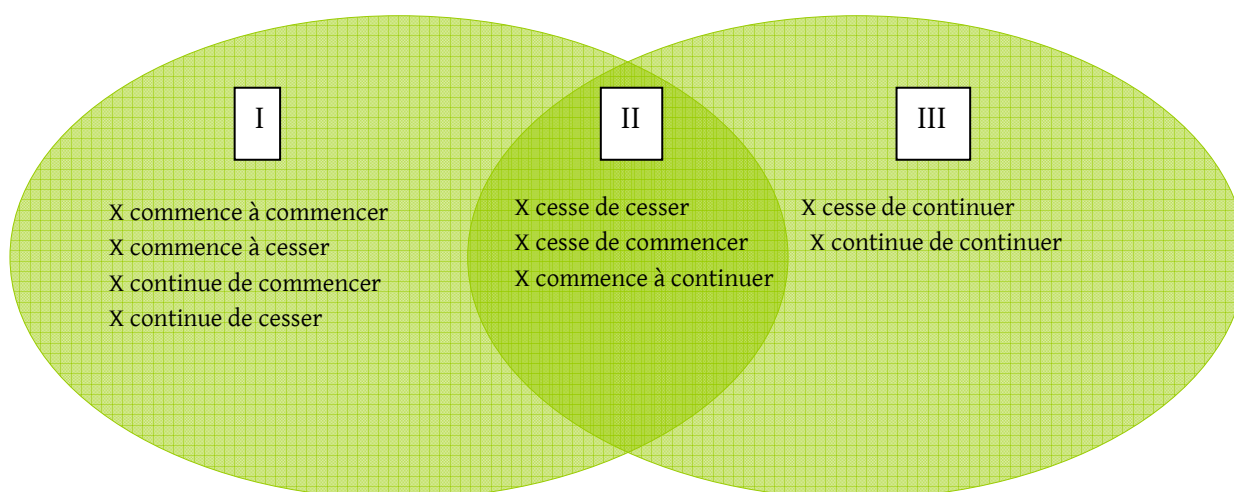 I
X commence à commencer
X commence à cesser
X continue de commencer
X continue de cesser
II
X cesse de cesser
X cesse de commencer
X commence à continuer
III
X cesse de continuer
X continue de continuer